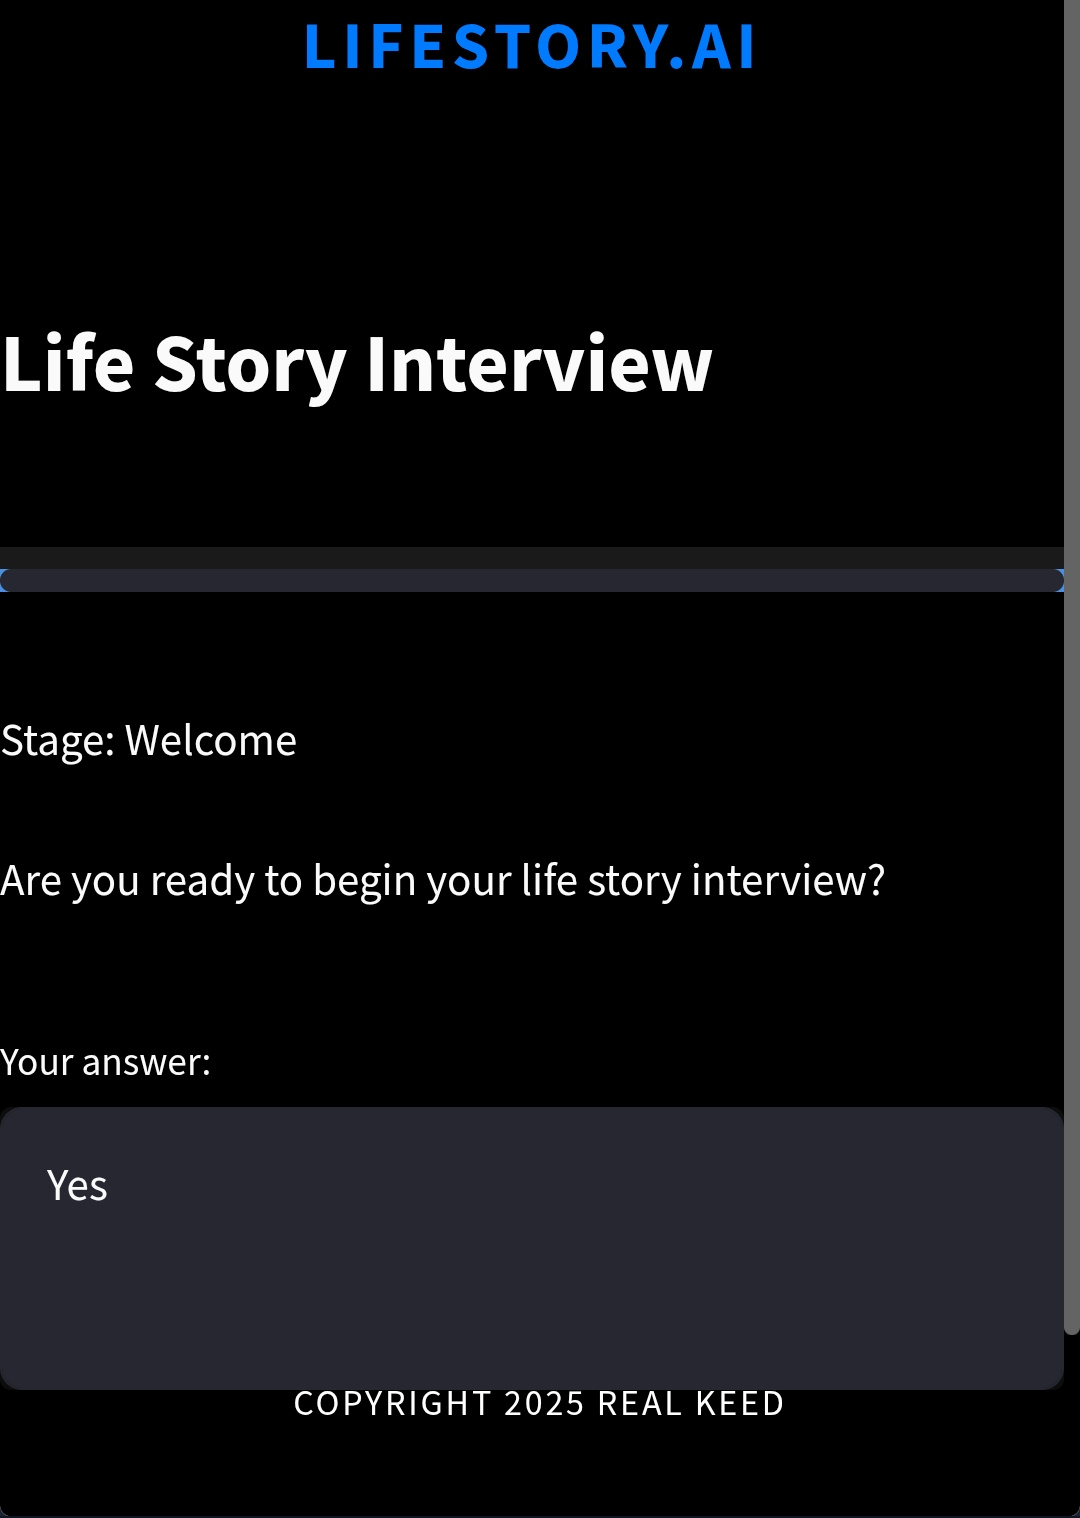 LIFESTORY.AI
Life Story Interview
Stage: Welcome
Are you ready to begin your life story interview?
Your answer:
Yes
COPYRIGHT 2025 REAL KEED